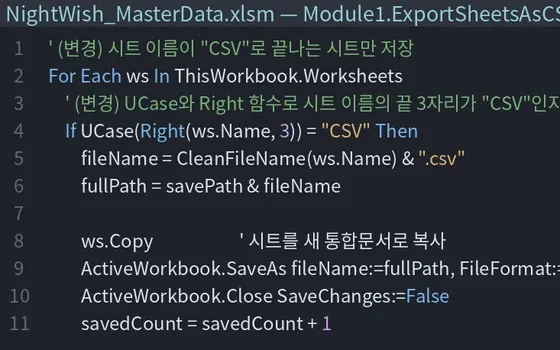 NightWish_MasterData.xlsm — Module1.ExportSheetsAsCS
1 ' (변경) 시트 이름이 "CSV"로 끝나는 시트만 저장
2 For Each ws In ThisWorkbook.Worksheets
3 ' (변경) UCase와 Right 함수로 시트 이름의 끝 3자리가 "CSV"인지
4 If UCase(Right(ws.Name, 3)) = "CSV" Then
5 fileName = CleanFileName(ws.Name) & ".csv"
6 fullPath = savePath & fileName
7
8 ws.Copy ' 시트를 새 통합문서로 복사
9 ActiveWorkbook.SaveAs fileName:=fullPath, FileFormat:=
10 ActiveWorkbook.Close SaveChanges:=False
11 savedCount = savedCount + 1